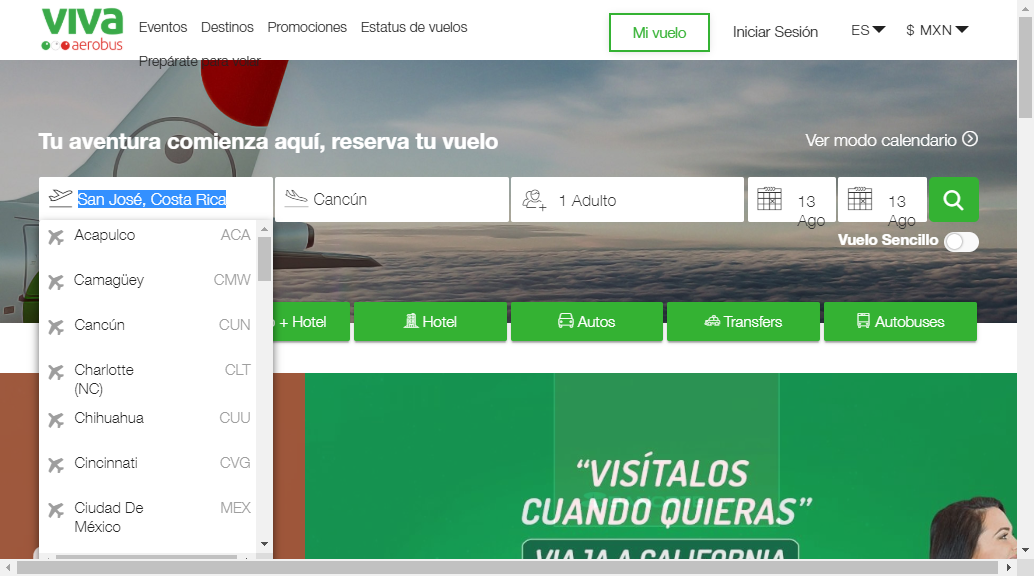 viva
aerobus
Eventos Destinos Promociones Estatus de vuelos
Prepárate para volar
Mi vuelo
Iniciar Sesión
ES
$ MXN
Tu aventura comienza aquí, reserva tu vuelo
Ver modo calendario
San José, Costa Rica
Cancún
1 Adulto
13
Ago
13
Ago
Vuelo Sencillo
Acapulco ACA
Camagüey CMW
Cancún CUN
Charlotte CLT
(NC)
Chihuahua CUU
Cincinnati CVG
Ciudad De MEX
México
+ Hotel
Hotel
Autos
Transfers
Autobuses
“VISÍTALOS
CUANDO QUIERAS”
VIAJA A CALIFORNIA